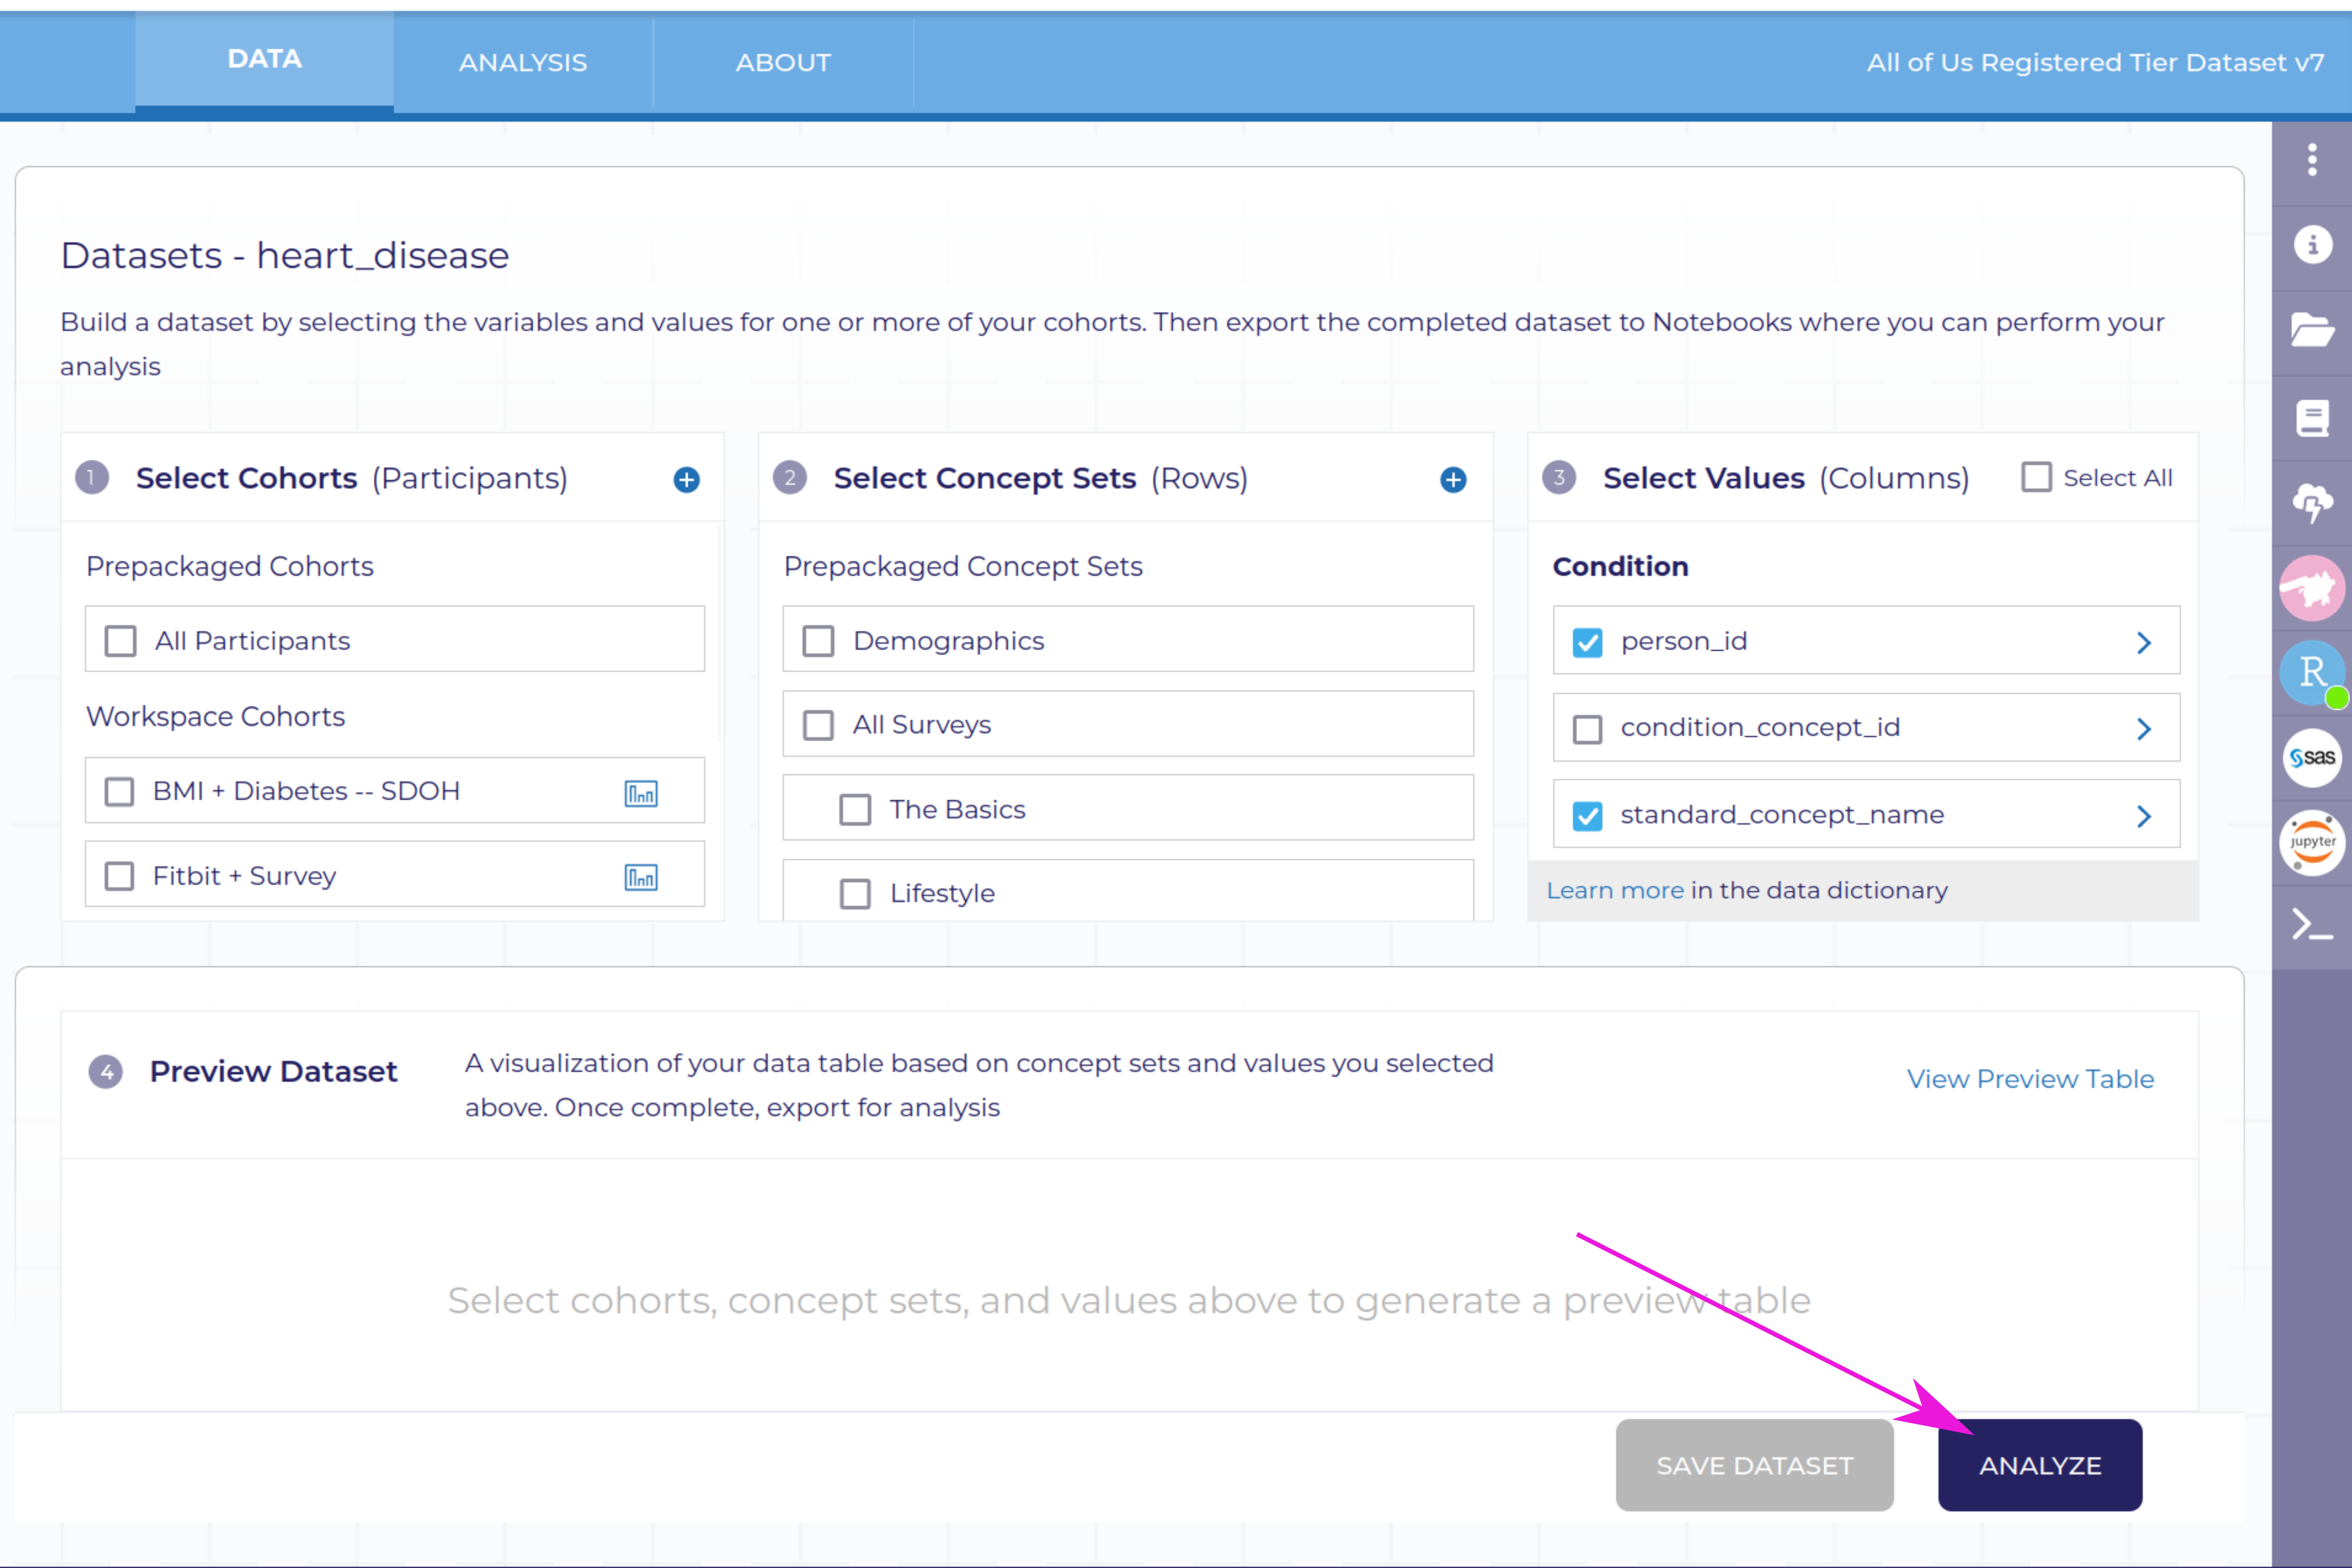 DATA
ANALYSIS
ABOUT
All of Us Registered Tier Dataset v7
Datasets - heart_disease
Build a dataset by selecting the variables and values for one or more of your cohorts. Then export the completed dataset to Notebooks where you can perform your
analysis
1 Select Cohorts (Participants)
Prepackaged Cohorts
All Participants
Workspace Cohorts
BMI + Diabetes -- SDOH
Fitbit + Survey
2 Select Concept Sets (Rows)
Prepackaged Concept Sets
Demographics
All Surveys
The Basics
Lifestyle
3 Select Values (Columns) Select All
Condition
person_id
condition_concept_id
standard_concept_name
Learn more in the data dictionary
4 Preview Dataset
A visualization of your data table based on concept sets and values you selected
above. Once complete, export for analysis
View Preview Table
Select cohorts, concept sets, and values above to generate a preview table
SAVE DATASET
ANALYZE
R
sas
jupyter